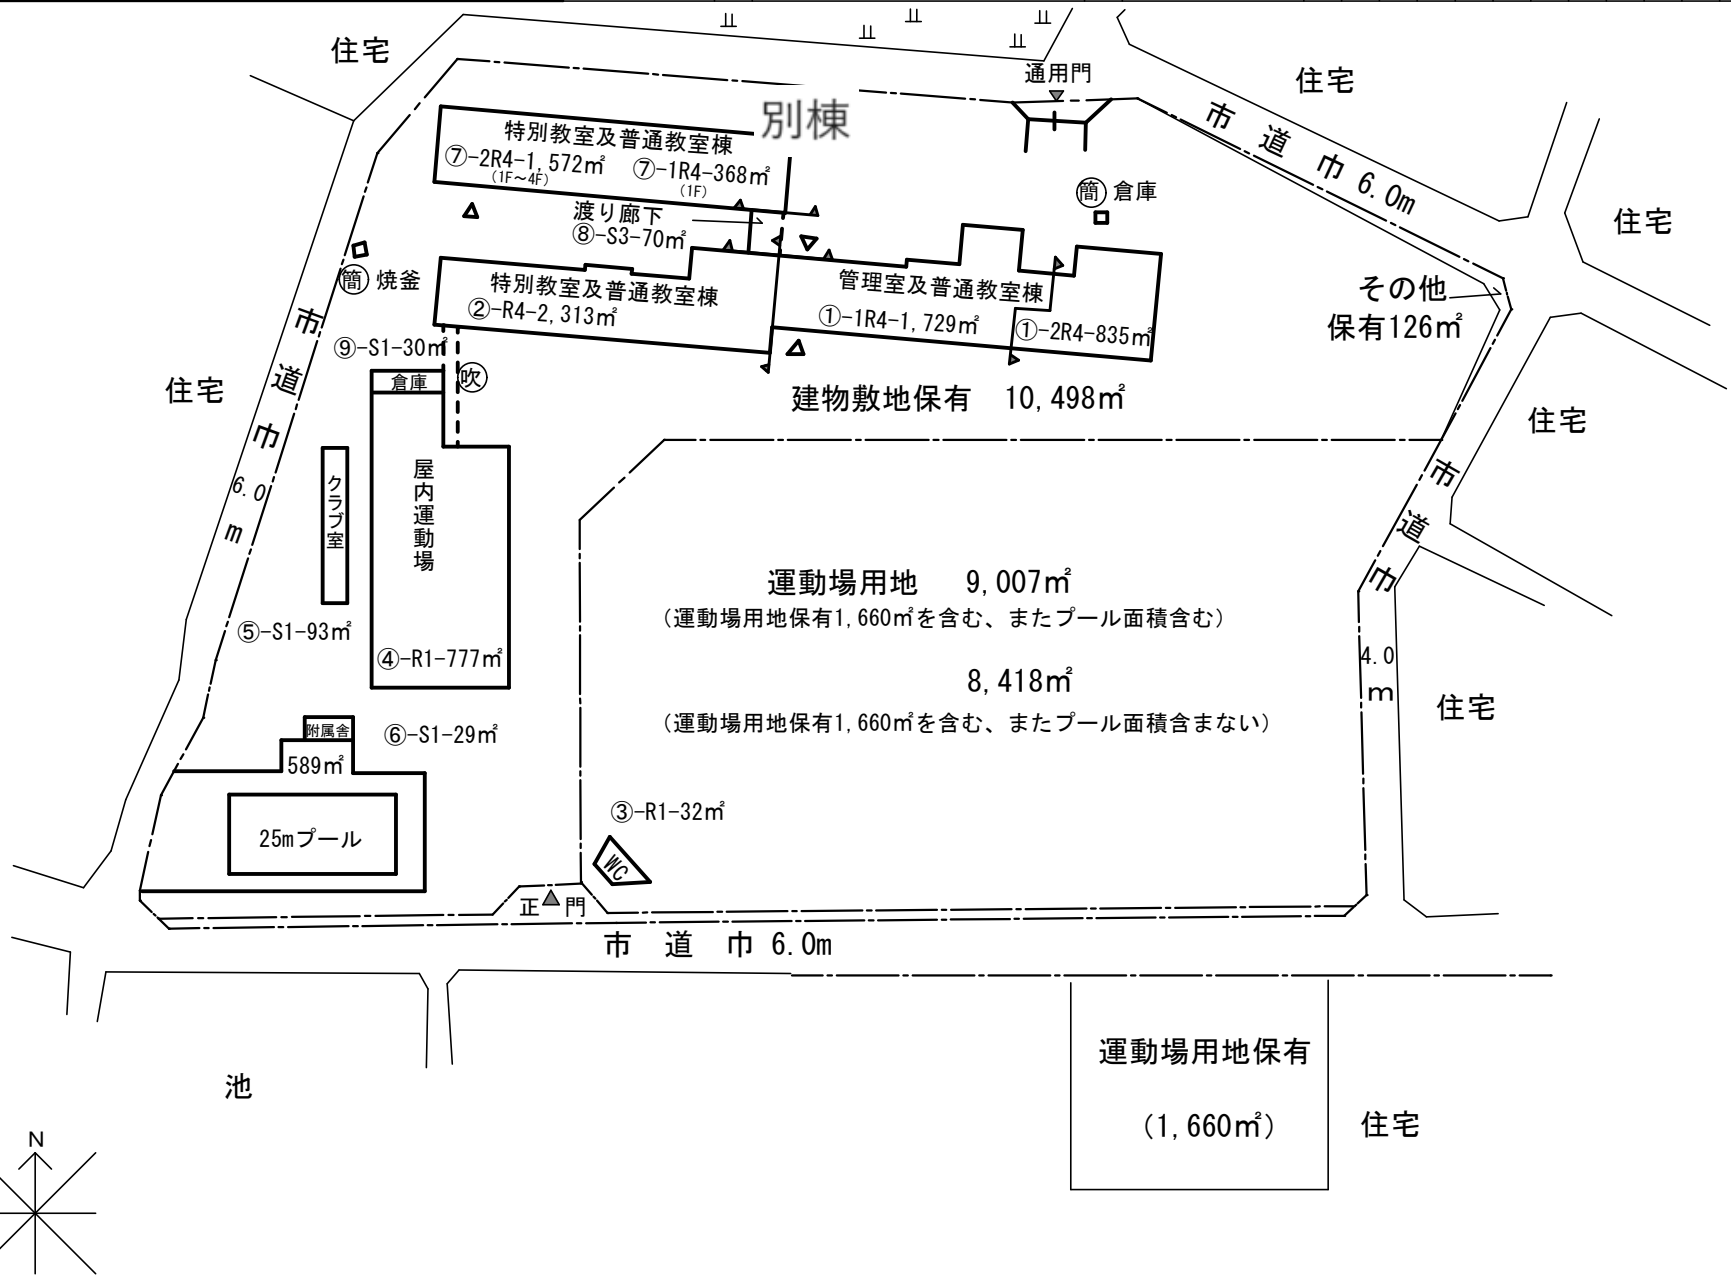 住宅
通用門
住宅
別棟
市道巾 6.0m
特別教室及普通教室棟
⑦-2R4-1,572㎡
(1F~4F)
⑦-1R4-368㎡
(1F)
㊙簡 倉庫
住宅
渡り廊下
⑧-S3-70㎡
簡 焼釜
特別教室及普通教室棟
②-R4-2,313㎡
管理室及普通教室棟
①-1R4-1,729㎡
①-2R4-835㎡
その他
保有126㎡
市道巾 6.0m
⑨-S1-30㎡
倉庫
吹
住宅
建物敷地保有 10,498㎡
住宅
クラブ室
屋内運動場
市道巾 4.0m
運動場用地 9,007㎡
(運動場用地保有1,660㎡を含む、またプール面積含む)
⑤-S1-93㎡
④-R1-777㎡
8,418㎡
(運動場用地保有1,660㎡を含む、またプール面積含まない)
住宅
附属舎
⑥-S1-29㎡
589㎡
25mプール
③-R1-32㎡
WC
正門
市道巾 6.0m
運動場用地保有
(1,660㎡)
住宅
池
N